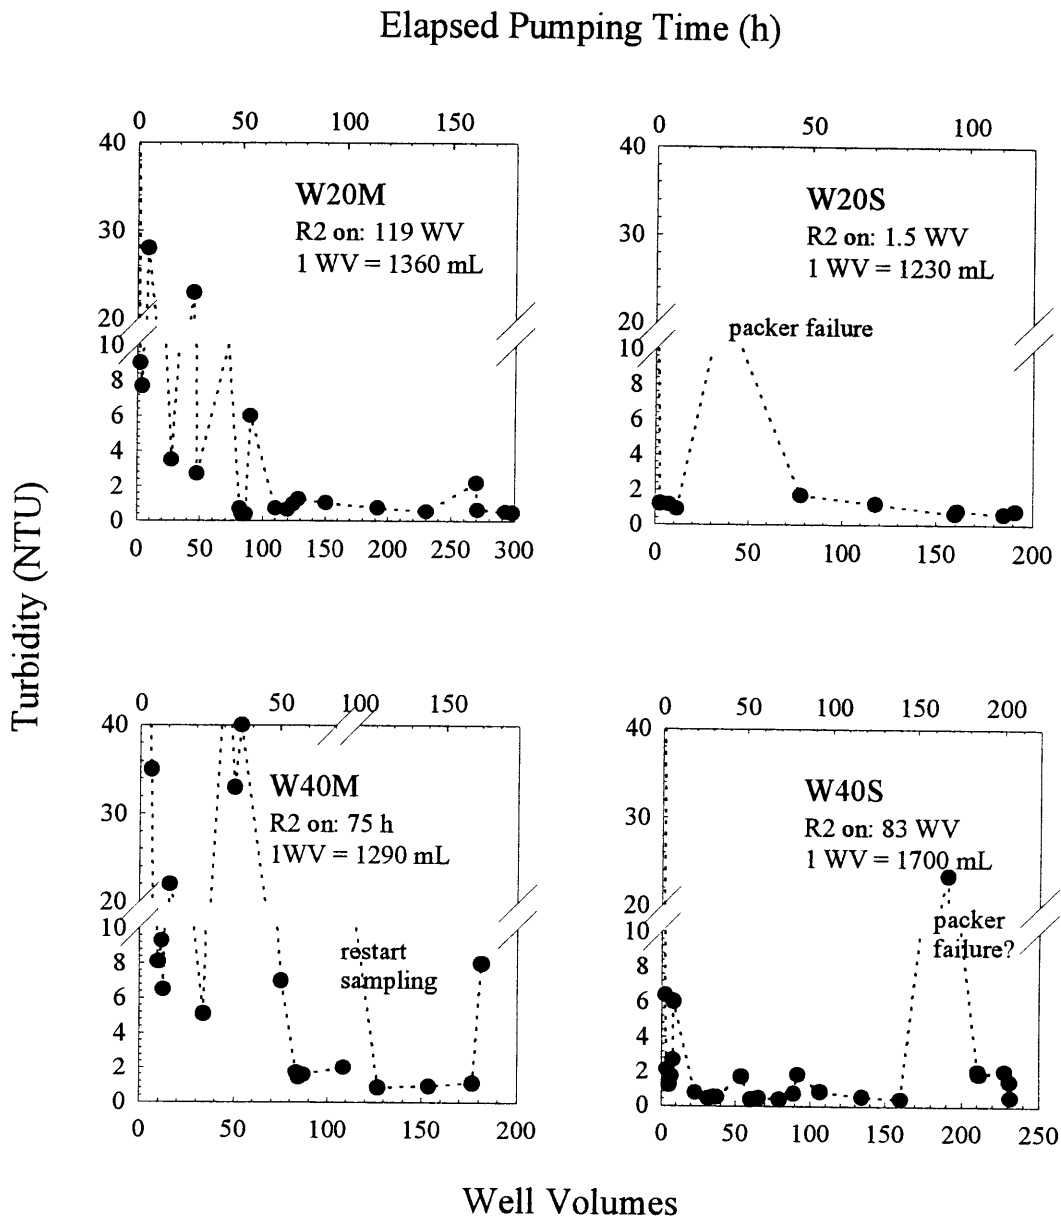 Elapsed Pumping Time (h)
0 50 100 150
0 50 100
40
30
20
10
8
6
4
2
0
W20M
R2 on: 119 WV
1 WV = 1360 mL
40
30
20
10
8
6
4
2
0
W20S
R2 on: 1.5 WV
1 WV = 1230 mL
packer failure
0 50 100 150 200 250 300
0 50 100 150 200
Turbidity (NTU)
0 50 100 150
0 50 100 150 200
40
30
20
10
8
6
4
2
0
W40M
R2 on: 75 h
1WV = 1290 mL
restart
sampling
40
30
20
10
8
6
4
2
0
W40S
R2 on: 83 WV
1 WV = 1700 mL
packer
failure?
0 50 100 150 200
0 50 100 150 200 250
Well Volumes